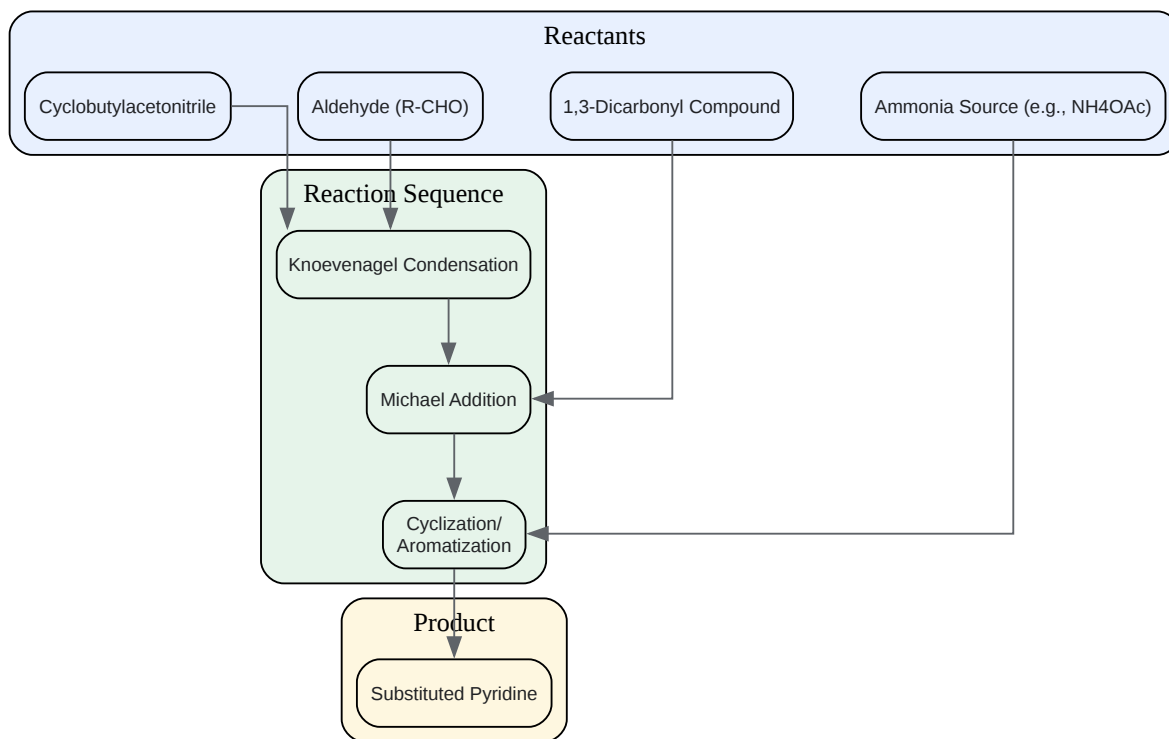 Reactants
Cyclobutylacetonitrile
Aldehyde (R-CHO)
1,3-Dicarbonyl Compound
Ammonia Source (e.g., NH4OAc)
Reaction Sequence
Knoevenagel Condensation
Michael Addition
Cyclization/
Aromatization
Product
Substituted Pyridine